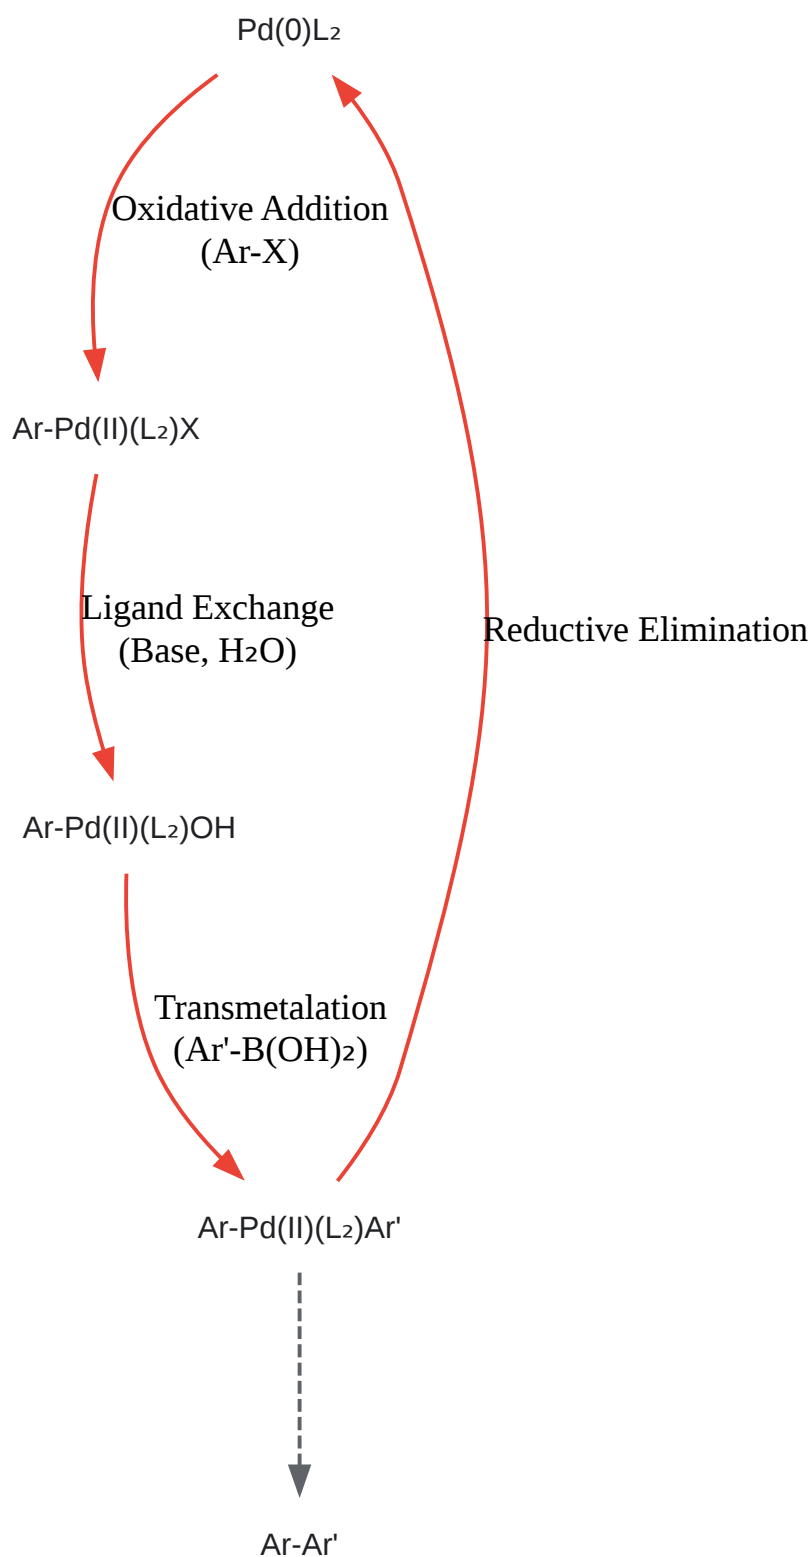 Pd(0)L₂
Oxidative Addition
(Ar-X)
Ar-Pd(II)(L₂)X
Ligand Exchange
(Base, H₂O)
Reductive Elimination
Ar-Pd(II)(L₂)OH
Transmetalation
(Ar'-B(OH)₂)
Ar-Pd(II)(L₂)Ar'
Ar-Ar'